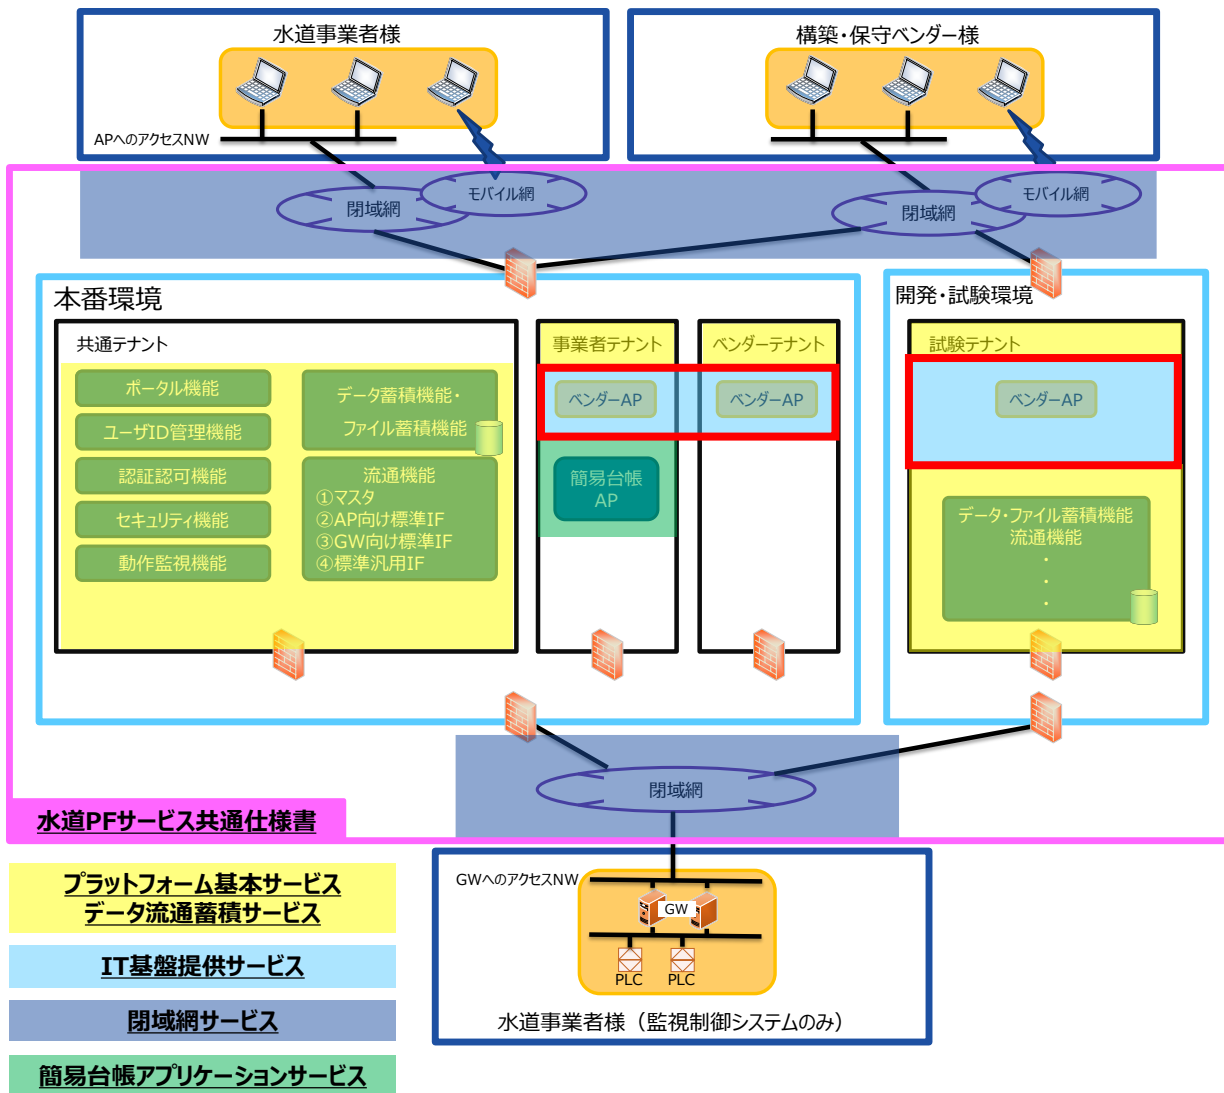 水道事業者様
構築・保守ベンダー様
APへのアクセスNW
閉域網
モバイル網
閉域網
モバイル網
本番環境
開発・試験環境
共通テナント
事業者テナント
ベンダーテナント
試験テナント
ポータル機能
ユーザID管理機能
認証認可機能
セキュリティ機能
動作監視機能
データ蓄積機能・
ファイル蓄積機能
流通機能
①マスタ
②AP向け標準IF
③GW向け標準IF
④標準汎用IF
ベンダーAP
ベンダーAP
ベンダーAP
簡易台帳
AP
データ・ファイル蓄積機能
流通機能
・
・
・
閉域網
水道PFサービス共通仕様書
プラットフォーム基本サービス
データ流通蓄積サービス
IT基盤提供サービス
閉域網サービス
簡易台帳アプリケーションサービス
GWへのアクセスNW
GW
PLC
PLC
水道事業者様（監視制御システムのみ）